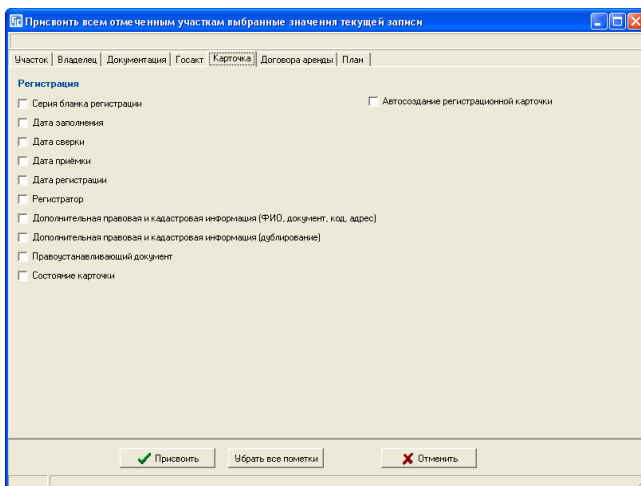 Присвоить всем отмеченным участкам выбранные значения текущей записи
Участок Владелец Документация Госакт Карточка Договора аренды План
Регистрация
Серия бланка регистрации
Автосоздание регистрационной карточки
Дата заполнения
Дата сверки
Дата приёмки
Дата регистрации
Регистратор
Дополнительная правовая и кадастровая информация (ФИО, документ, код, адрес)
Дополнительная правовая и кадастровая информация (дублирование)
Правоустанавливающий документ
Состояние карточки
Присвоить Убрать все пометки Отменить